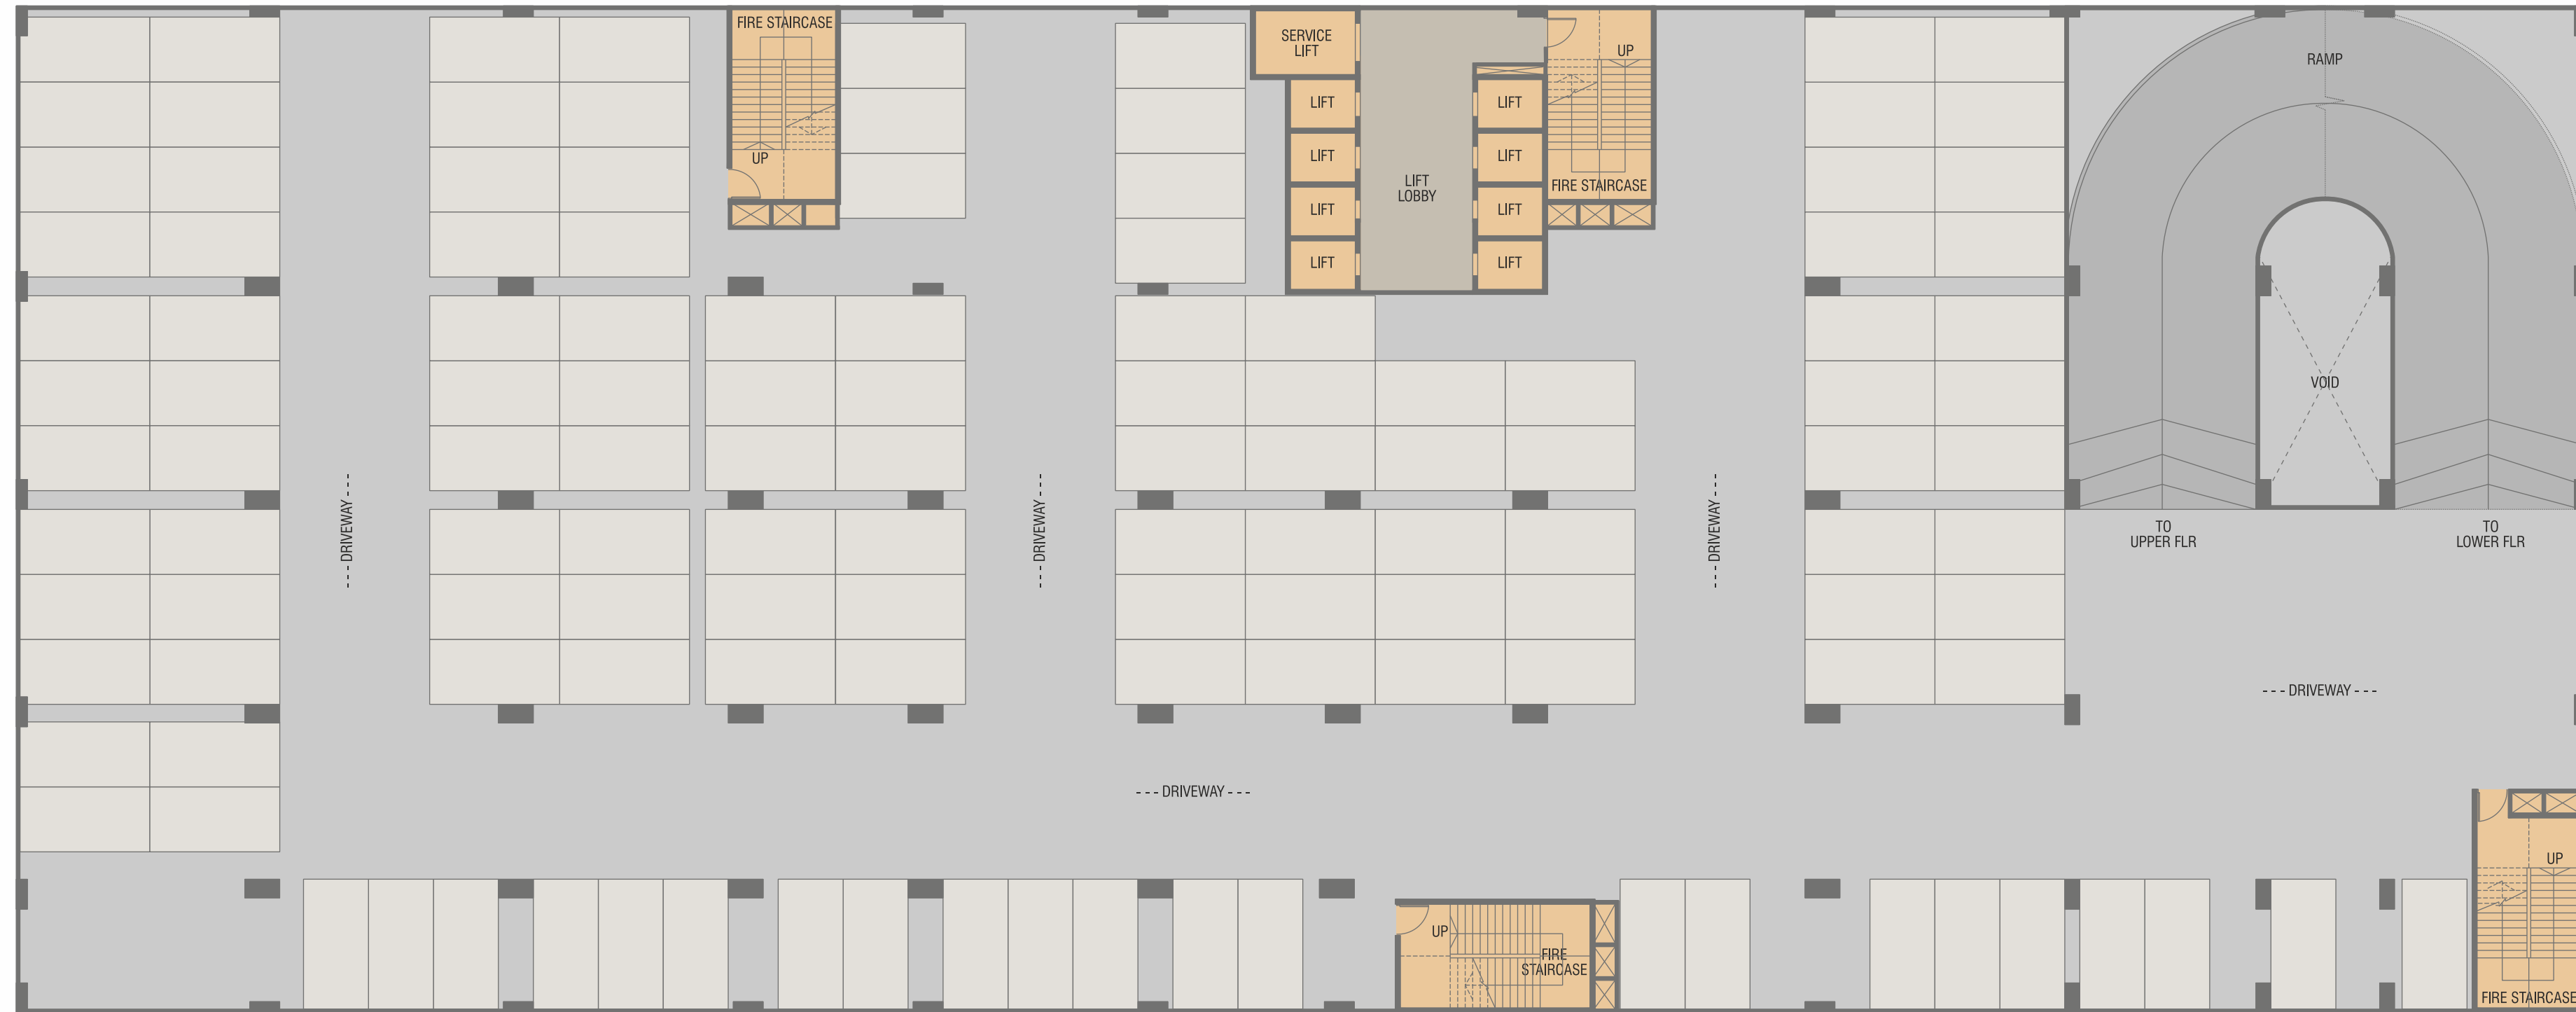 FIRE STAIRCASE
UP
SERVICE
LIFT
LIFT
LIFT
LIFT
LIFT
LIFT
LOBBY
LIFT
LIFT
LIFT
LIFT
UP
FIRE STAIRCASE
RAMP
VOID
TO
UPPER FLR
TO
LOWER FLR
--- DRIVEWAY ---
--- DRIVEWAY ---
--- DRIVEWAY ---
--- DRIVEWAY ---
--- DRIVEWAY ---
UP
FIRE
STAIRCASE
UP
FIRE STAIRCASE